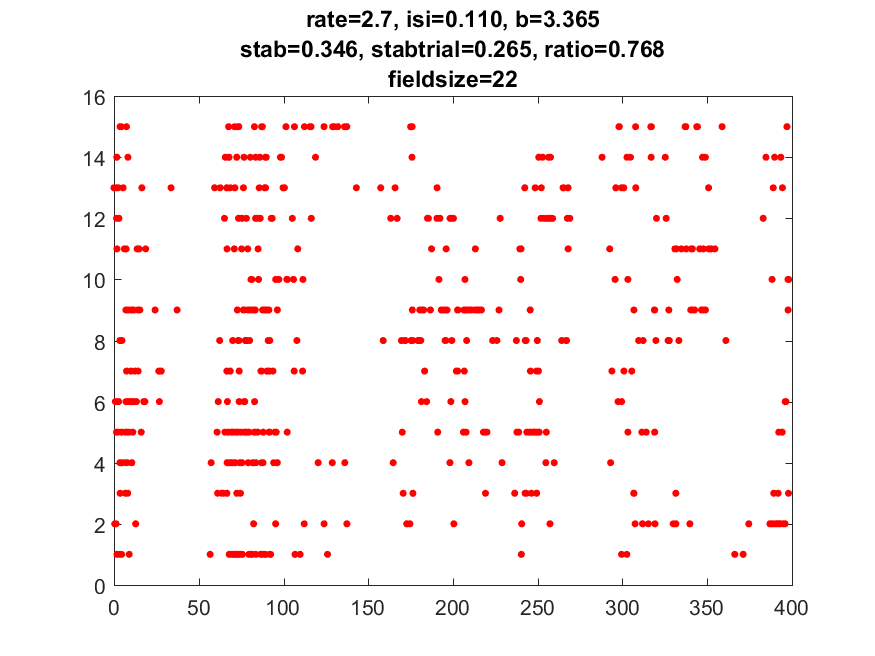 rate=2.7, isi=0.110, b=3.365
stab=0.346, stabtrial=0.265, ratio=0.768
fieldsize=22
16
14
12
10
8
6
4
2
0
0 50 100 150 200 250 300 350 400